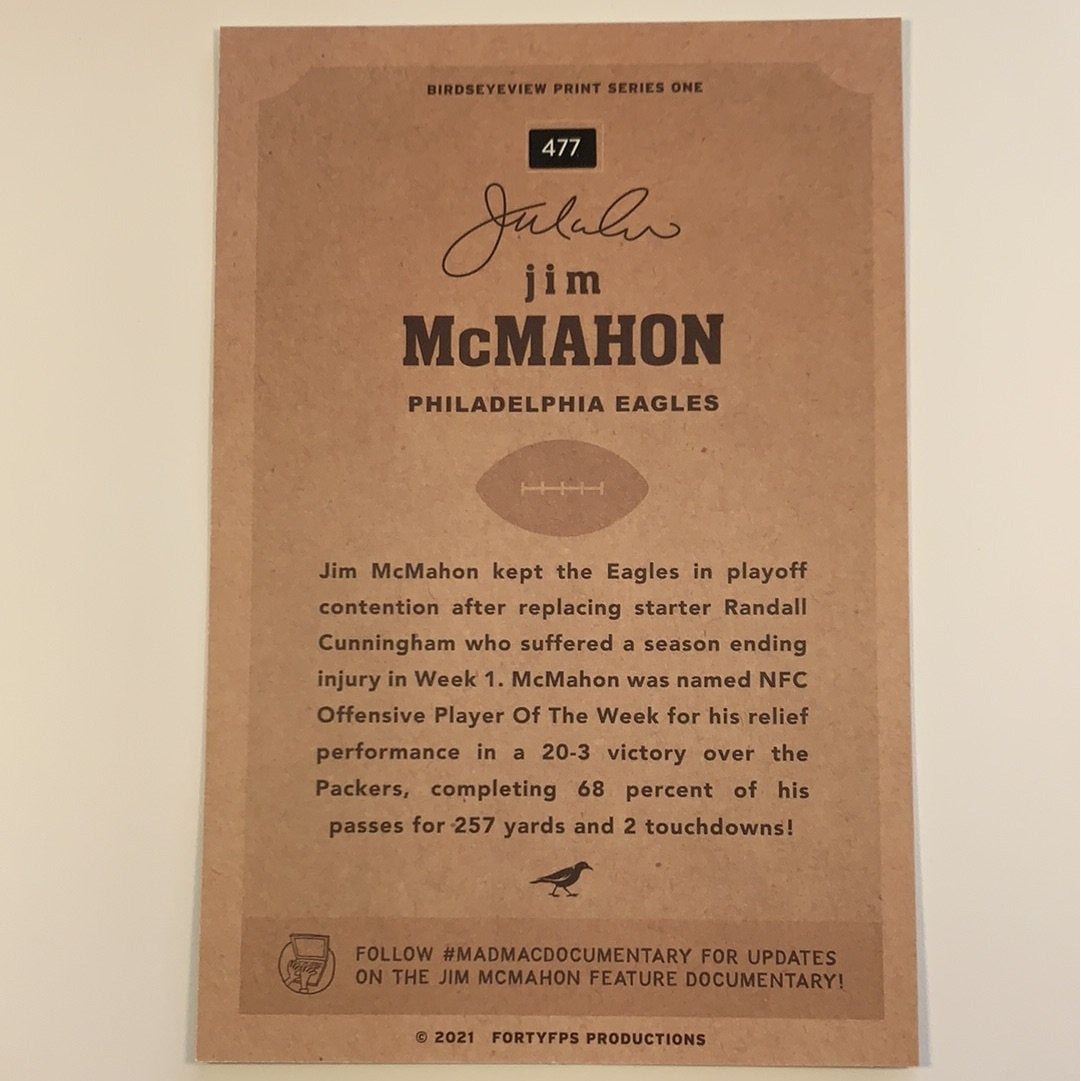 BIRDSEYEVIEW PRINT SERIES ONE
477
jim
McMAHON
PHILADELPHIA EAGLES
Jim McMahon kept the Eagles in playoff
contention after replacing starter Randall
Cunningham who suffered a season ending
injury in Week 1. McMahon was named NFC
Offensive Player Of The Week for his relief
performance in a 20-3 victory over the
Packers, completing 68 percent of his
passes for 257 yards and 2 touchdowns!
FOLLOW #MADMACDOCUMENTARY FOR UPDATES
ON THE JIM MCMAHON FEATURE DOCUMENTARY!
© 2021 FORTYFPS PRODUCTIONS